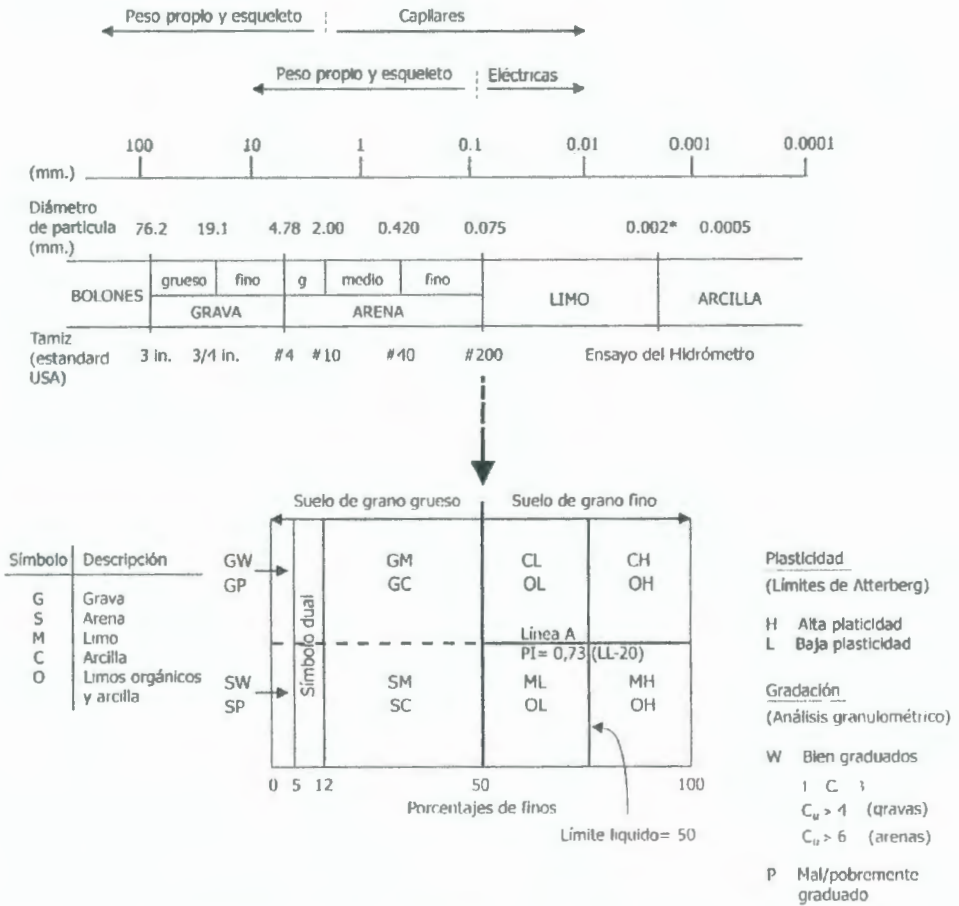 Peso propio y esqueleto Capilares
Peso propio y esqueleto Eléctricas
100 10 1 0.1 0.01 0.001 0.0001
(mm.)
Diámetro
de particula 76.2 19.1 4.78 2.00 0.420 0.075 0.002* 0.0005
(mm.)
BOLONES grueso fino g medio fino LIMO ARCILLA
GRAVA ARENA
Tamiz
(estandard 3 in. 3/4 in. #4 #10 #40 #200 Ensayo del Hidrómetro
USA)
Suelo de grano grueso Suelo de grano fino
Símbolo Descripción
G Grava
S Arena
M Limo
C Arcilla
O Limos orgánicos
y arcilla
GW
GP
SW
SP
Símbolo dual
GM
GC
SM
SC
CL
OL
CH
OH
Línea A
PI= 0,73 (LL-20)
ML
OL
MH
OH
0 5 12 50 100
Porcentajes de finos
Límite liquido= 50
Plasticidad
(Límites de Atterberg)
H Alta platicidad
L Baja plasticidad
Gradación
(Análisis granulométrico)
W Bien graduados
C
Cu > 4 (gravas)
Cu > 6 (arenas)
P Mal/pobremente
graduado